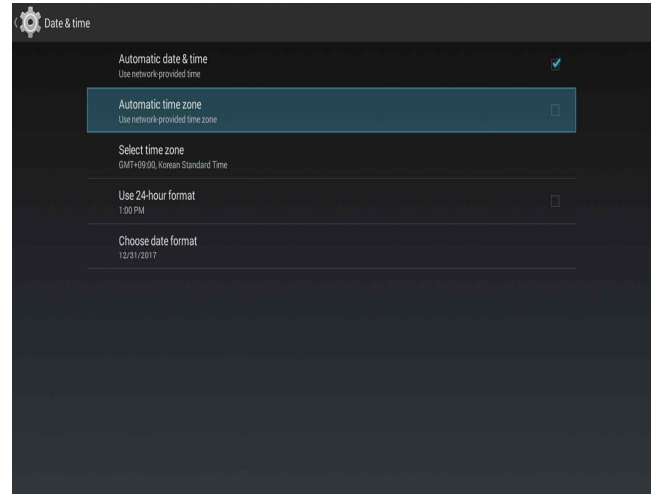 Date & time
Automatic date & time
Use network-provided time
Automatic time zone
Use network-provided time zone
Select time zone
GMT+09:00, Korean Standard Time
Use 24-hour format
1:00 PM
Choose date format
12/31/2017